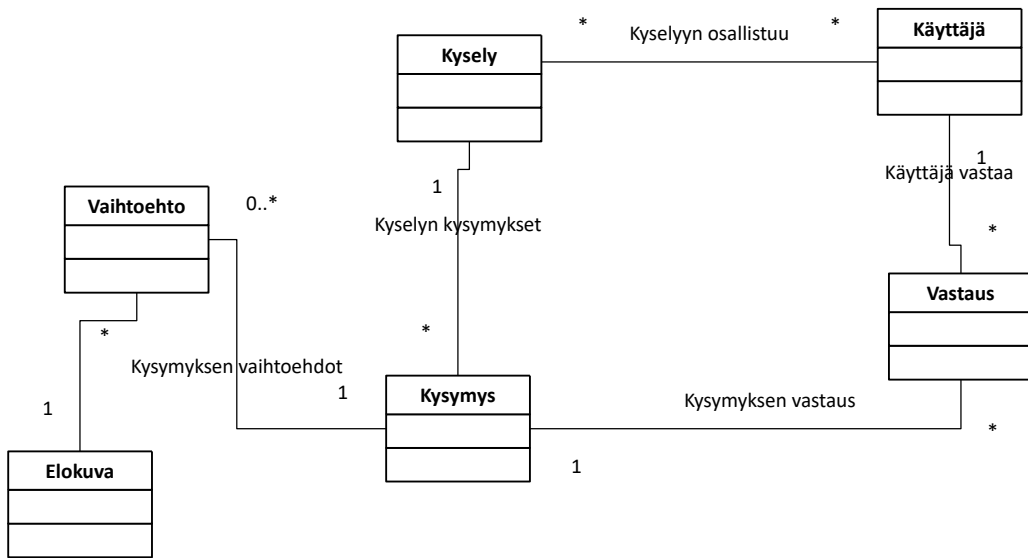 * Kyselyyn osallistuu *
Käyttäjä
Kysely
1
Käyttäjä vastaa
1
Kyselyn kysymykset
Vaihtoehto
0..*
*
Vastaus
*
*
Kysymyksen vaihtoehdot
1
Kysymys
Kysymyksen vastaus
1
*
1
Elokuva